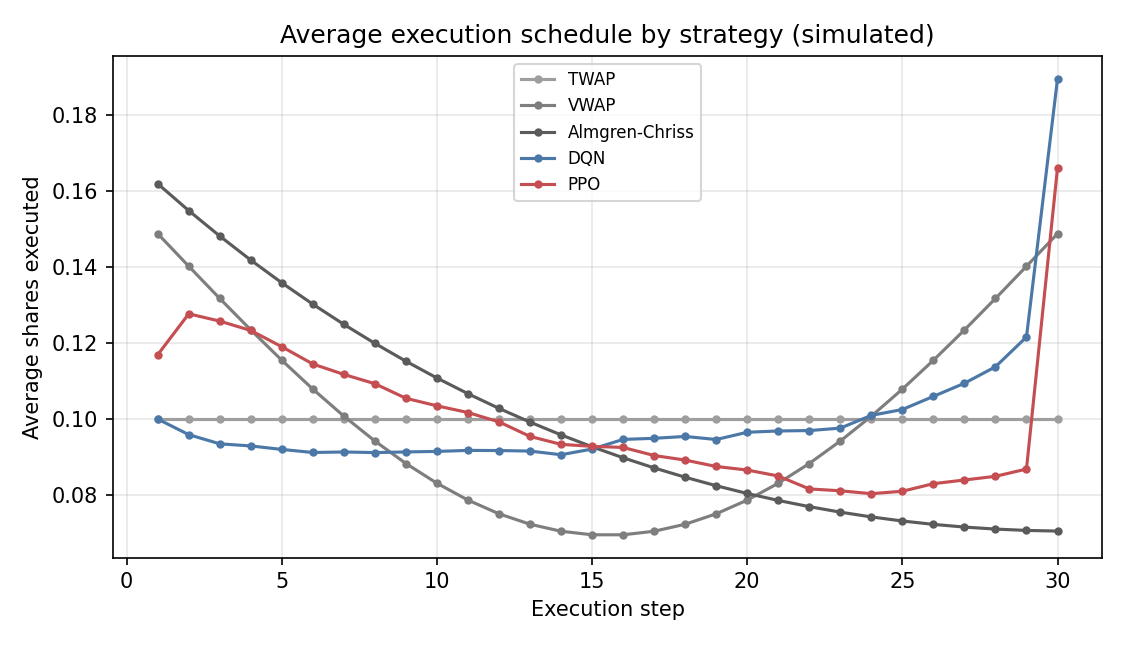 Average execution schedule by strategy (simulated)
TWAP
VWAP
Almgren-Chriss
DQN
PPO
Average shares executed
0.18
0.16
0.14
0.12
0.10
0.08
0 5 10 15 20 25 30
Execution step